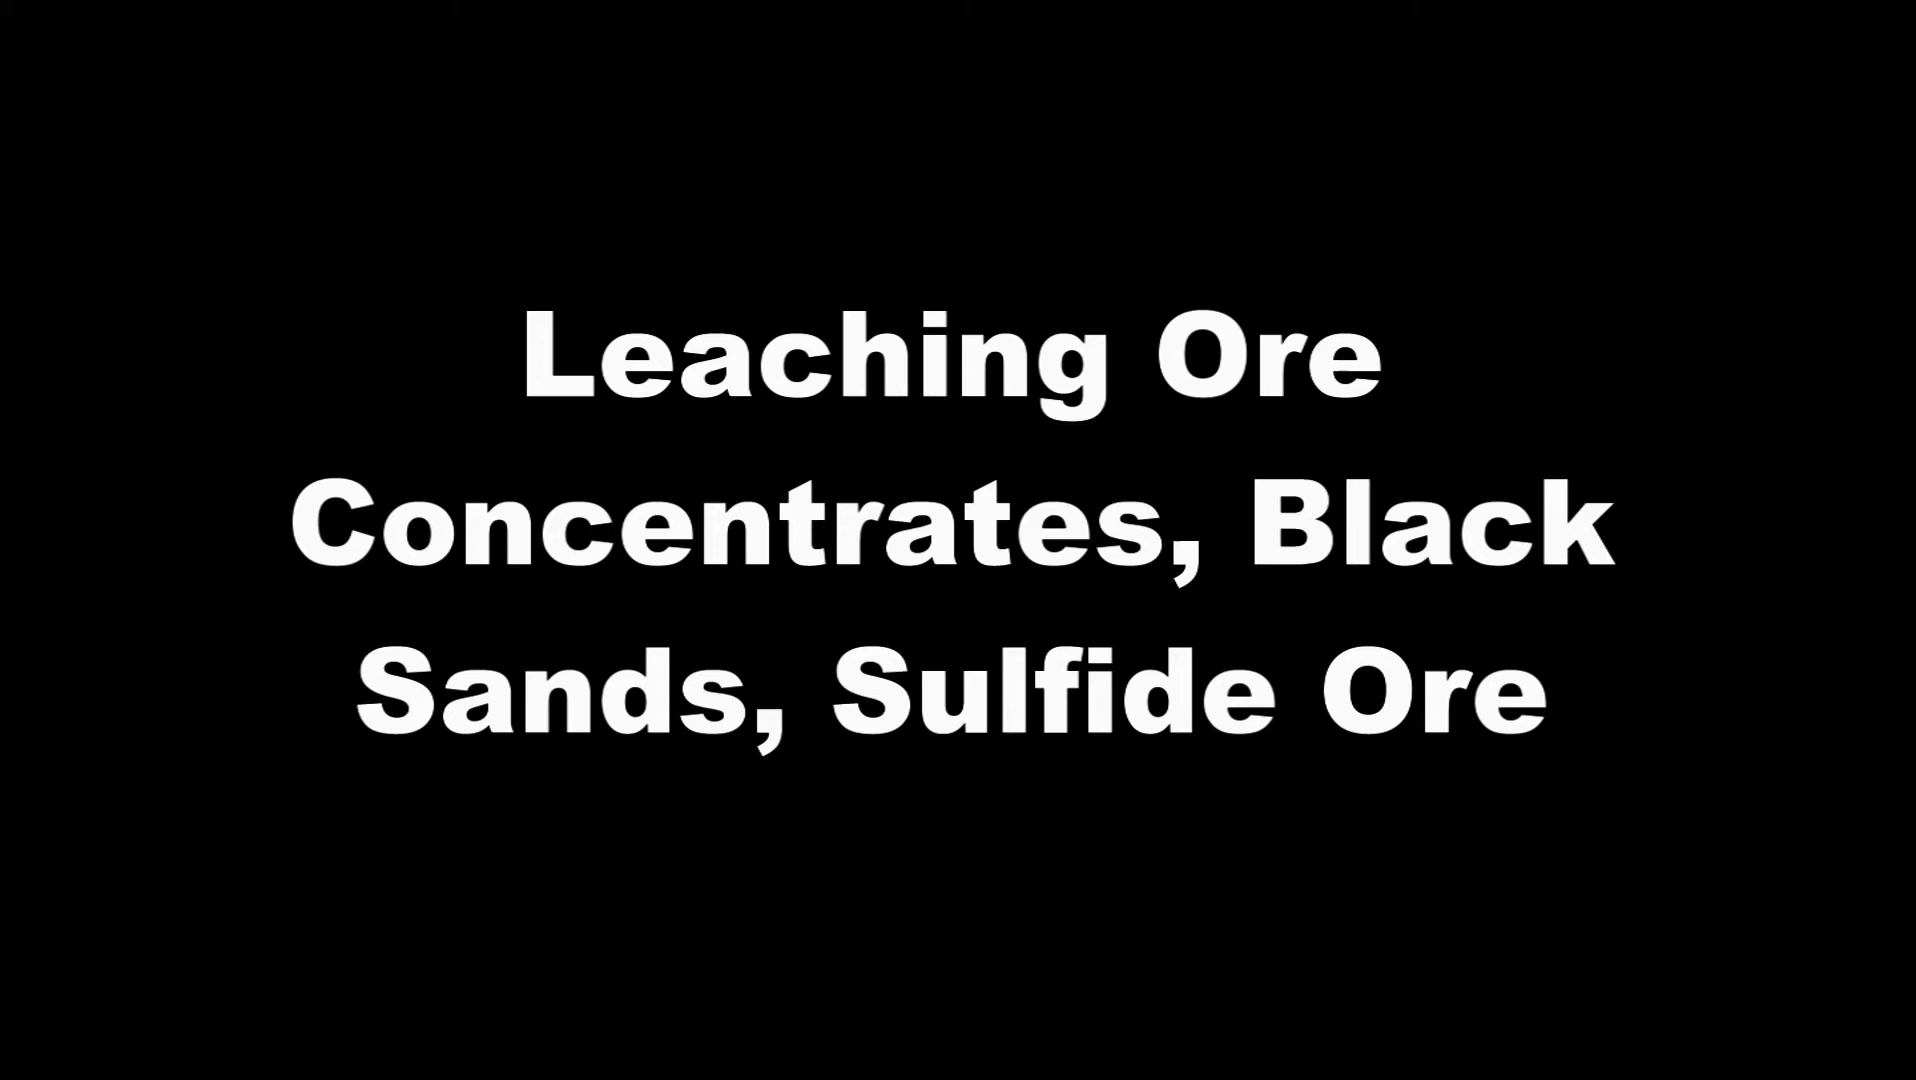 Leaching Ore
Concentrates, Black
Sands, Sulfide Ore